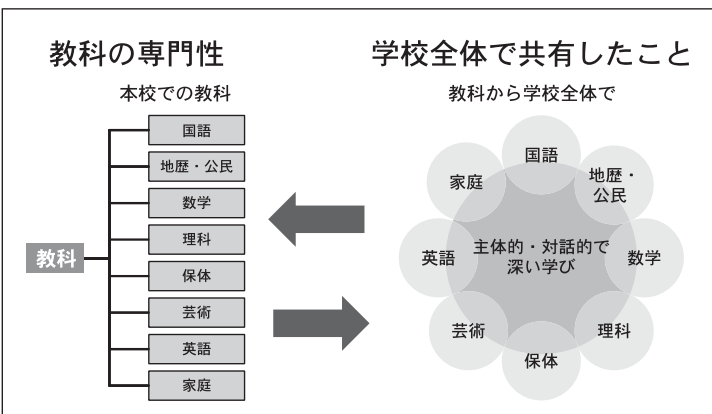 教科の専門性
本校での教科
教科
国語
地歴・公民
数学
理科
保体
芸術
英語
家庭
学校全体で共有したこと
教科から学校全体で
国語
地歴・
公民
数学
理科
保体
芸術
英語
家庭
主体的・対話的で
深い学び